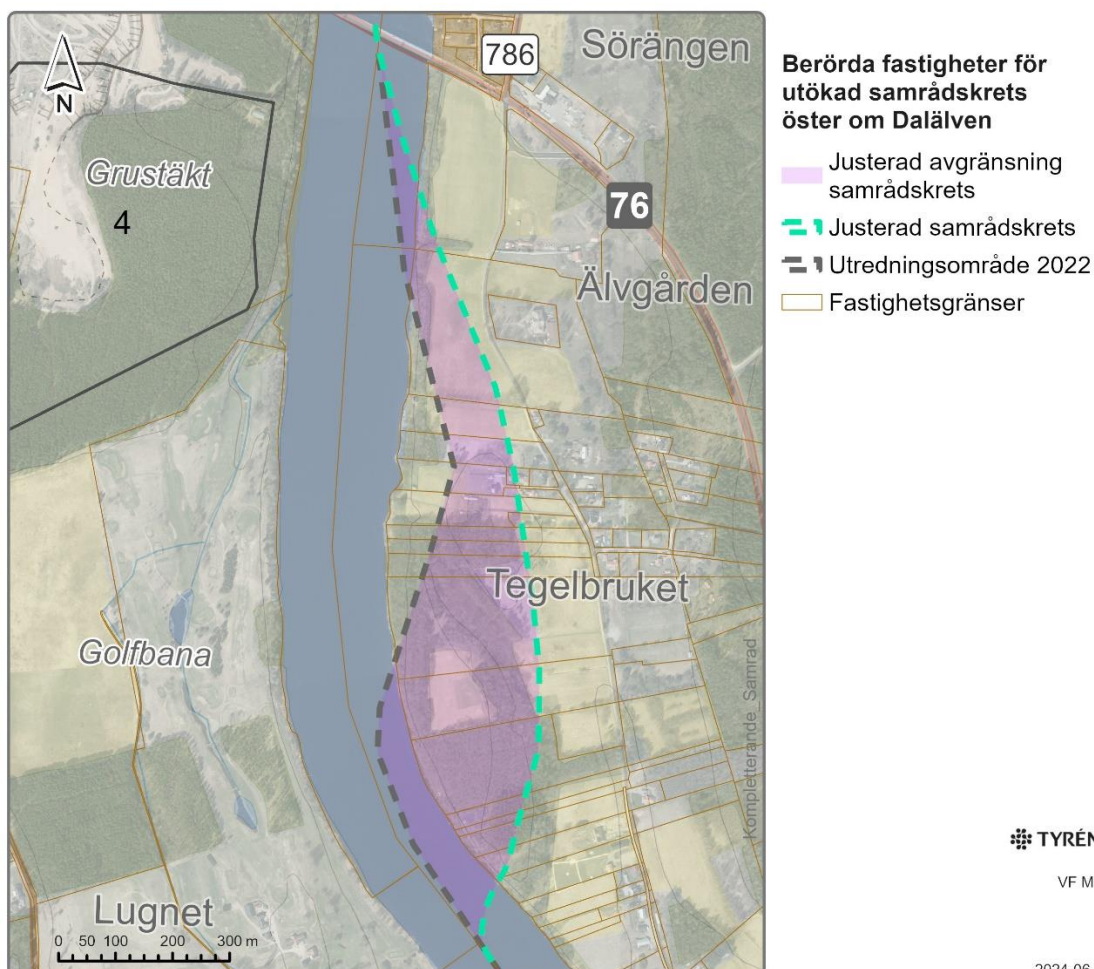 786
Sörängen
N
Grustäkt
4
76
Älvgården
Tegelbruket
Golfbana
Kompletterande_Samrad
Lugnet
0 50 100 200 300 m
Berörda fastigheter för
utökad samrådskrets
öster om Dalälven
Justerad avgränsning
samrådskrets
Justerad samrådskrets
Utredningsområde 2022
Fastighetsgränser
TYRÉN
VF M
2024-06